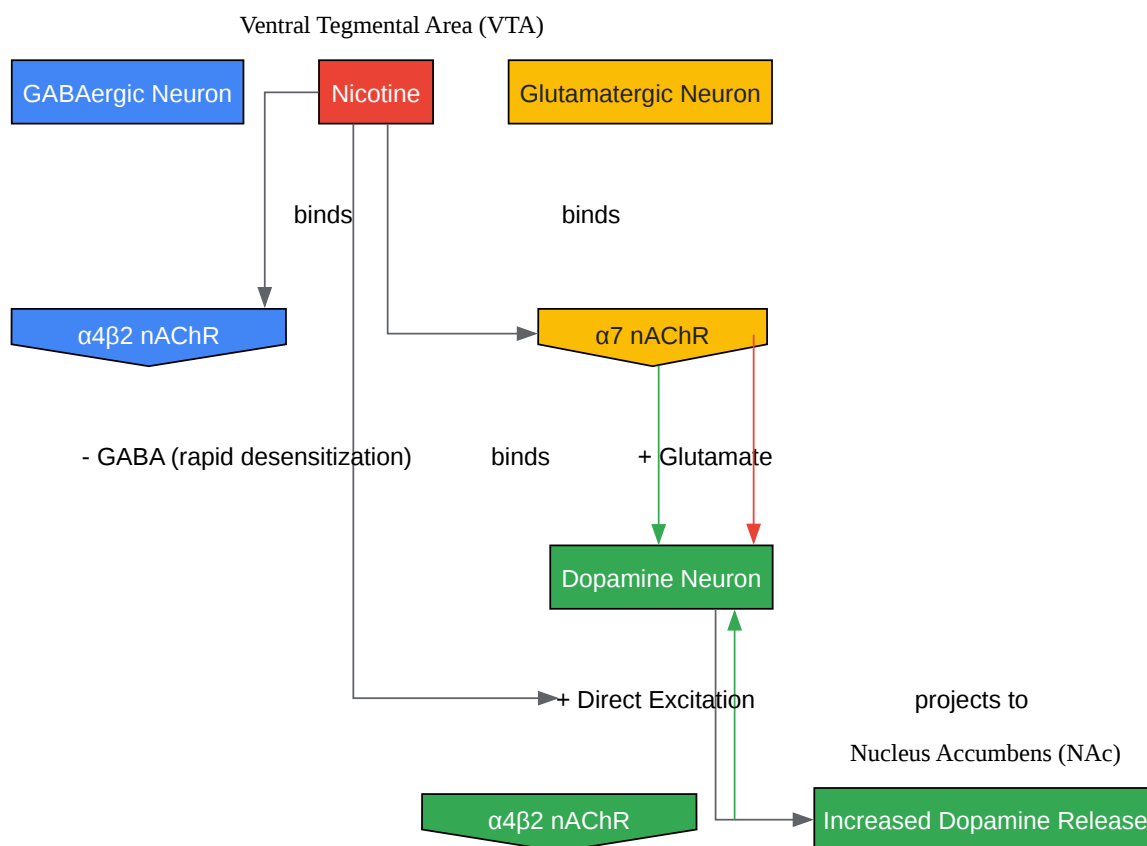 Ventral Tegmental Area (VTA)
GABAergic Neuron
Nicotine
Glutamatergic Neuron
binds
binds
α4β2 nAChR
α7 nAChR
- GABA (rapid desensitization)
binds
+ Glutamate
Dopamine Neuron
+ Direct Excitation
projects to
Nucleus Accumbens (NAc)
α4β2 nAChR
Increased Dopamine Release